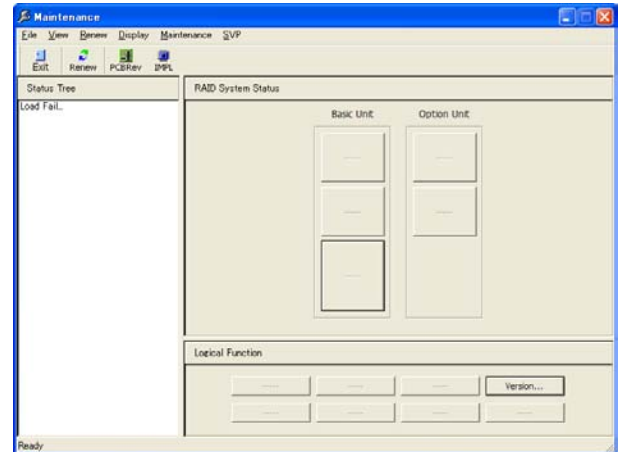 Maintenance
File View Renew Display Maintenance SVP
Exit Renew PCBRev IMPL
Status Tree
Load Fail..
RAID System Status
Basic Unit Option Unit
Logical Function
Version...
Ready